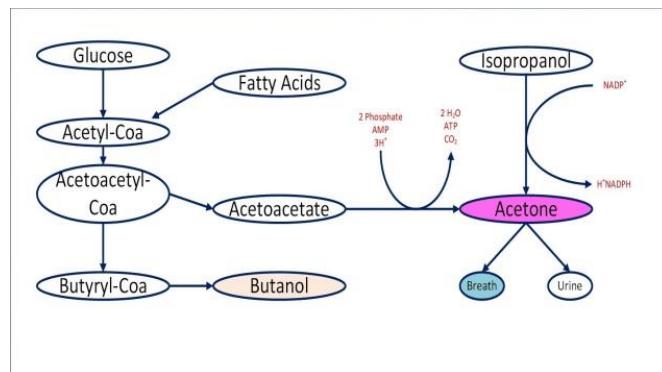 Glucose
Isopropanol
Fatty Acids
NADP⁺
2 Phosphate
AMP
3H⁺
2 H₂O
ATP
CO₂
Acetyl-Coa
Acetoacetyl-
Coa
H⁺NADPH
Acetoacetate
Acetone
Butyryl-Coa
Butanol
Breath
Urine